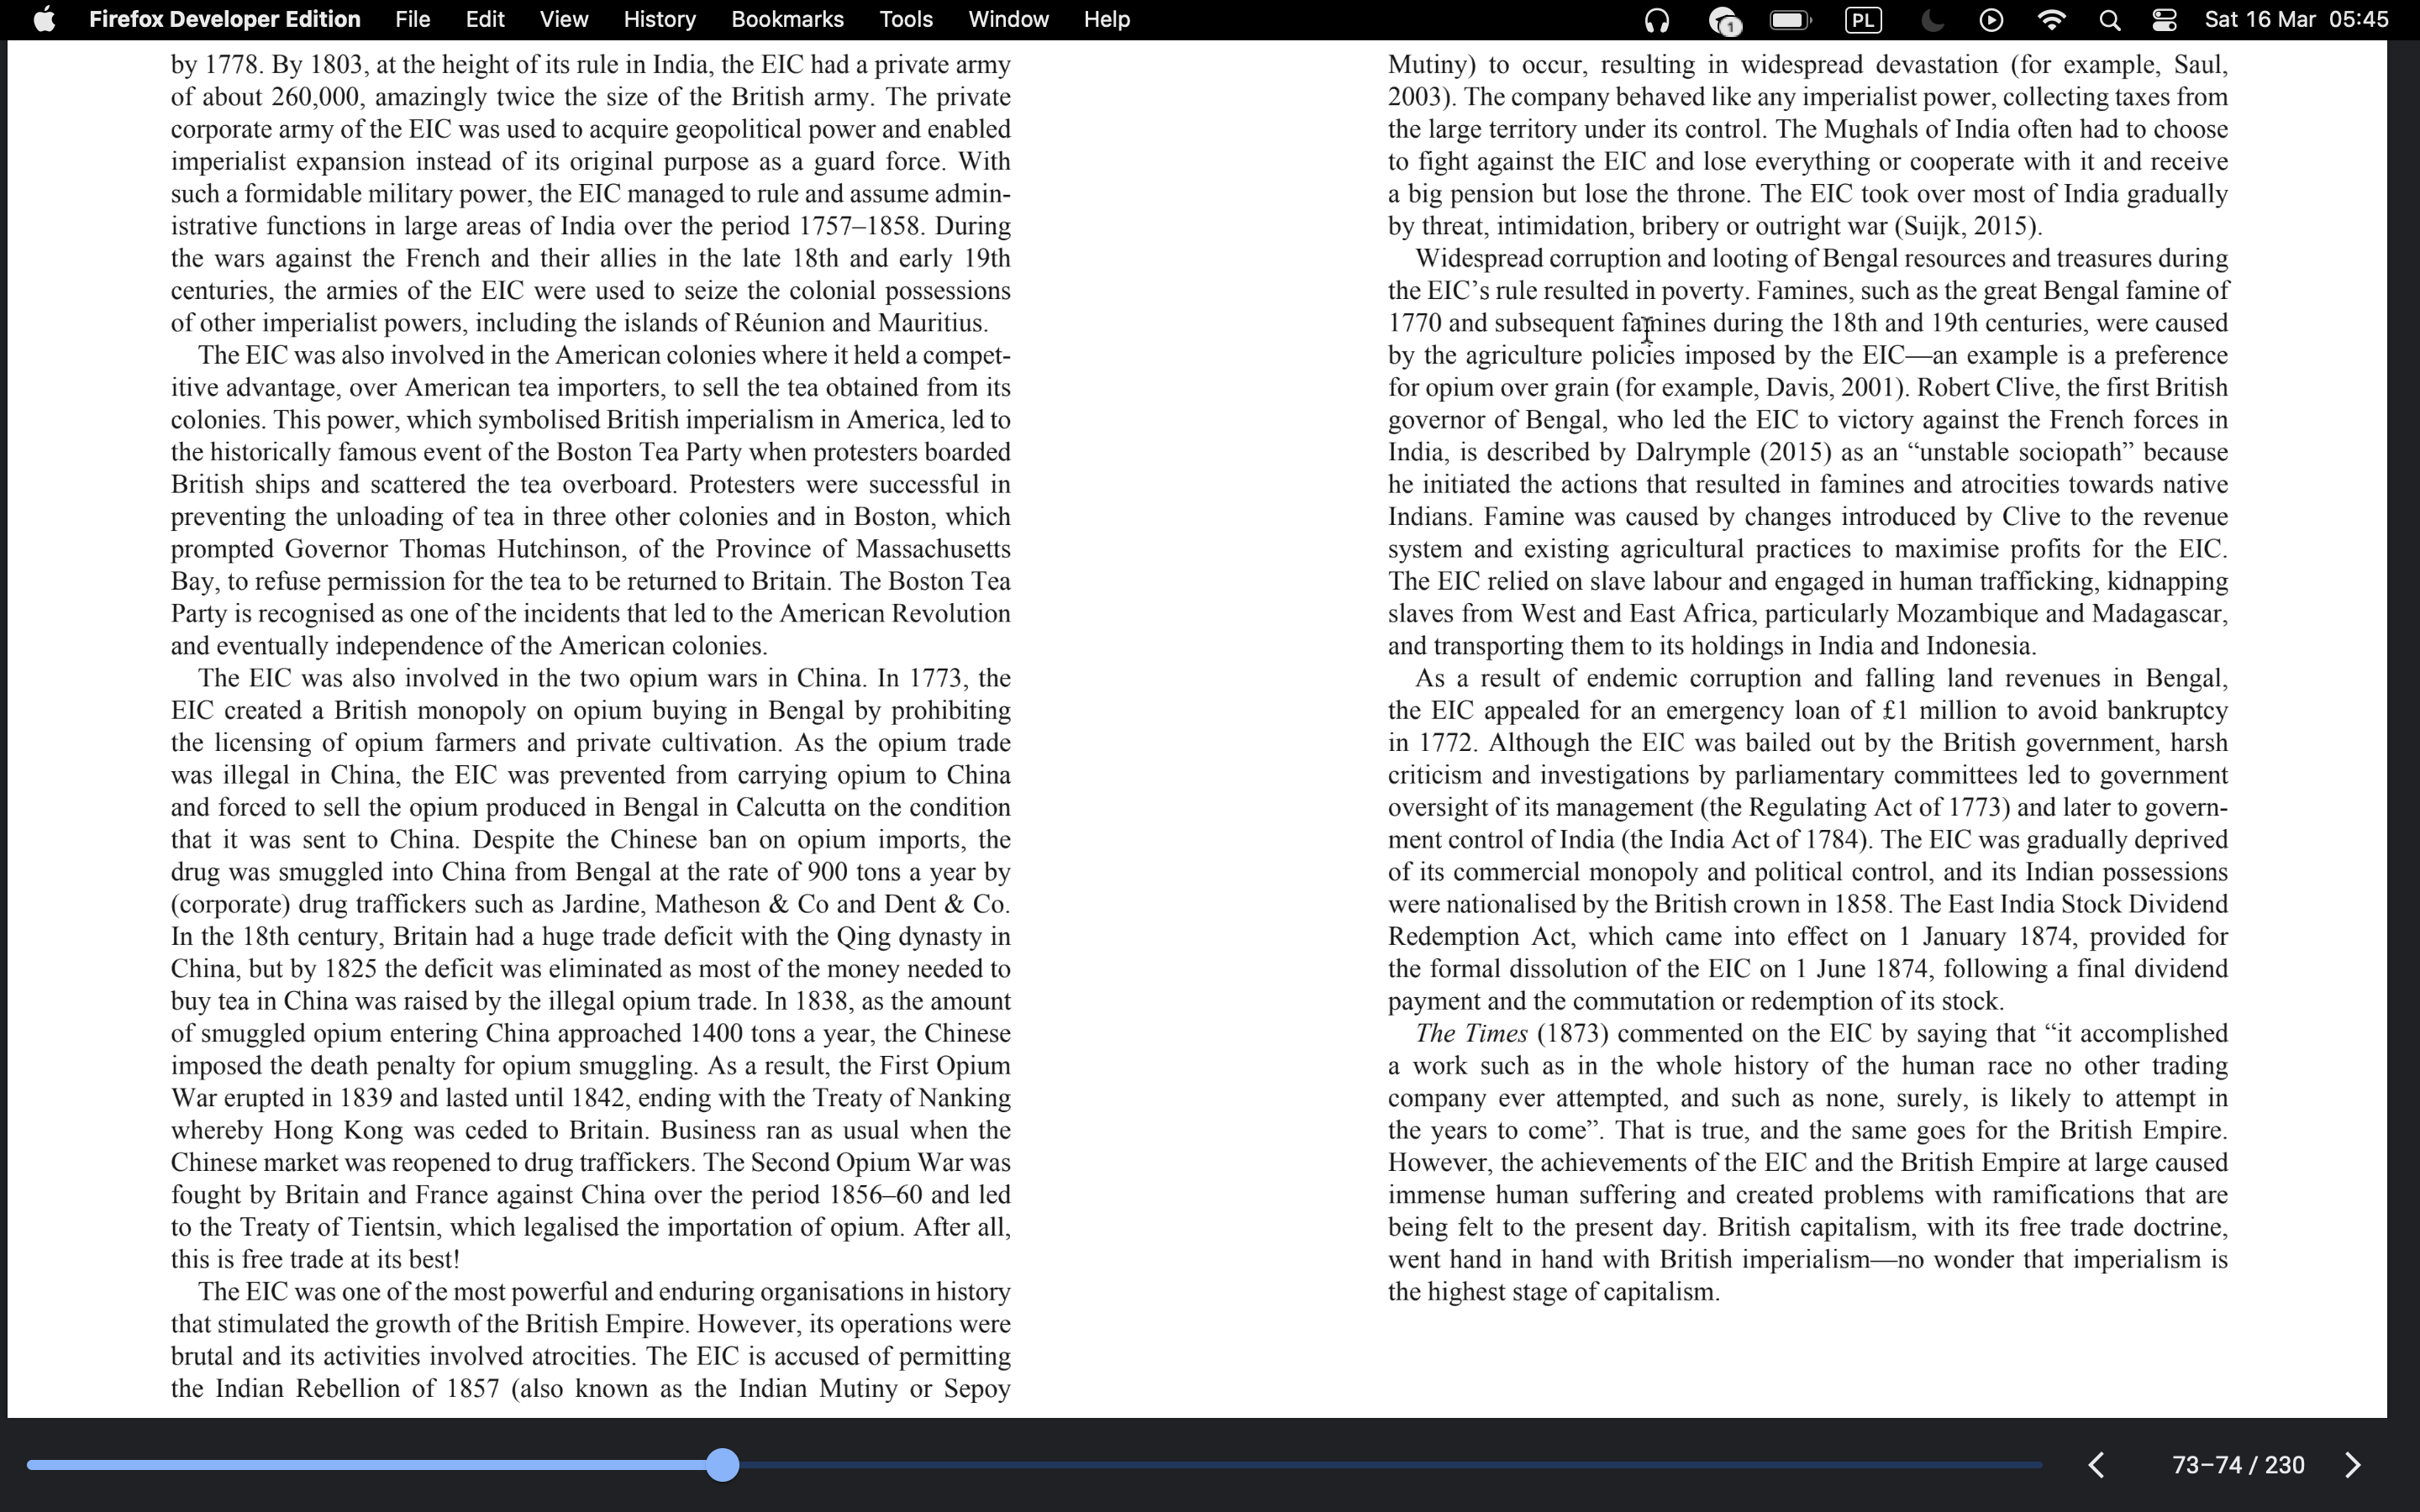 Firefox Developer Edition File Edit View History Bookmarks Tools Window Help 1 PL Sat 16 Mar 05:45
by 1778. By 1803, at the height of its rule in India, the EIC had a private army
of about 260,000, amazingly twice the size of the British army. The private
corporate army of the EIC was used to acquire geopolitical power and enabled
imperialist expansion instead of its original purpose as a guard force. With
such a formidable military power, the EIC managed to rule and assume admin-
istrative functions in large areas of India over the period 1757–1858. During
the wars against the French and their allies in the late 18th and early 19th
centuries, the armies of the EIC were used to seize the colonial possessions
of other imperialist powers, including the islands of Réunion and Mauritius.
The EIC was also involved in the American colonies where it held a compet-
itive advantage, over American tea importers, to sell the tea obtained from its
colonies. This power, which symbolised British imperialism in America, led to
the historically famous event of the Boston Tea Party when protesters boarded
British ships and scattered the tea overboard. Protesters were successful in
preventing the unloading of tea in three other colonies and in Boston, which
prompted Governor Thomas Hutchinson, of the Province of Massachusetts
Bay, to refuse permission for the tea to be returned to Britain. The Boston Tea
Party is recognised as one of the incidents that led to the American Revolution
and eventually independence of the American colonies.
The EIC was also involved in the two opium wars in China. In 1773, the
EIC created a British monopoly on opium buying in Bengal by prohibiting
the licensing of opium farmers and private cultivation. As the opium trade
was illegal in China, the EIC was prevented from carrying opium to China
and forced to sell the opium produced in Bengal in Calcutta on the condition
that it was sent to China. Despite the Chinese ban on opium imports, the
drug was smuggled into China from Bengal at the rate of 900 tons a year by
(corporate) drug traffickers such as Jardine, Matheson & Co and Dent & Co.
In the 18th century, Britain had a huge trade deficit with the Qing dynasty in
China, but by 1825 the deficit was eliminated as most of the money needed to
buy tea in China was raised by the illegal opium trade. In 1838, as the amount
of smuggled opium entering China approached 1400 tons a year, the Chinese
imposed the death penalty for opium smuggling. As a result, the First Opium
War erupted in 1839 and lasted until 1842, ending with the Treaty of Nanking
whereby Hong Kong was ceded to Britain. Business ran as usual when the
Chinese market was reopened to drug traffickers. The Second Opium War was
fought by Britain and France against China over the period 1856–60 and led
to the Treaty of Tientsin, which legalised the importation of opium. After all,
this is free trade at its best!
The EIC was one of the most powerful and enduring organisations in history
that stimulated the growth of the British Empire. However, its operations were
brutal and its activities involved atrocities. The EIC is accused of permitting
the Indian Rebellion of 1857 (also known as the Indian Mutiny or Sepoy
Mutiny) to occur, resulting in widespread devastation (for example, Saul,
2003). The company behaved like any imperialist power, collecting taxes from
the large territory under its control. The Mughals of India often had to choose
to fight against the EIC and lose everything or cooperate with it and receive
a big pension but lose the throne. The EIC took over most of India gradually
by threat, intimidation, bribery or outright war (Suijk, 2015).
Widespread corruption and looting of Bengal resources and treasures during
the EIC’s rule resulted in poverty. Famines, such as the great Bengal famine of
1770 and subsequent famines during the 18th and 19th centuries, were caused
by the agriculture policies imposed by the EIC—an example is a preference
for opium over grain (for example, Davis, 2001). Robert Clive, the first British
governor of Bengal, who led the EIC to victory against the French forces in
India, is described by Dalrymple (2015) as an “unstable sociopath” because
he initiated the actions that resulted in famines and atrocities towards native
Indians. Famine was caused by changes introduced by Clive to the revenue
system and existing agricultural practices to maximise profits for the EIC.
The EIC relied on slave labour and engaged in human trafficking, kidnapping
slaves from West and East Africa, particularly Mozambique and Madagascar,
and transporting them to its holdings in India and Indonesia.
As a result of endemic corruption and falling land revenues in Bengal,
the EIC appealed for an emergency loan of £1 million to avoid bankruptcy
in 1772. Although the EIC was bailed out by the British government, harsh
criticism and investigations by parliamentary committees led to government
oversight of its management (the Regulating Act of 1773) and later to govern-
ment control of India (the India Act of 1784). The EIC was gradually deprived
of its commercial monopoly and political control, and its Indian possessions
were nationalised by the British crown in 1858. The East India Stock Dividend
Redemption Act, which came into effect on 1 January 1874, provided for
the formal dissolution of the EIC on 1 June 1874, following a final dividend
payment and the commutation or redemption of its stock.
The Times (1873) commented on the EIC by saying that “it accomplished
a work such as in the whole history of the human race no other trading
company ever attempted, and such as none, surely, is likely to attempt in
the years to come”. That is true, and the same goes for the British Empire.
However, the achievements of the EIC and the British Empire at large caused
immense human suffering and created problems with ramifications that are
being felt to the present day. British capitalism, with its free trade doctrine,
went hand in hand with British imperialism—no wonder that imperialism is
the highest stage of capitalism.
73–74 / 230